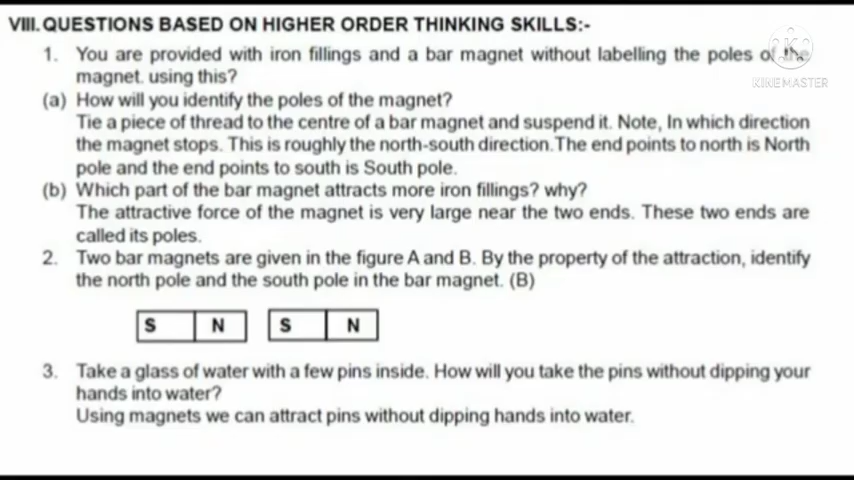 VIII. QUESTIONS BASED ON HIGHER ORDER THINKING SKILLS:-
1. You are provided with iron fillings and a bar magnet without labelling the poles of the
magnet. using this?
(a) How will you identify the poles of the magnet?
Tie a piece of thread to the centre of a bar magnet and suspend it. Note, In which direction
the magnet stops. This is roughly the north-south direction. The end points to north is North
pole and the end points to south is South pole.
(b) Which part of the bar magnet attracts more iron fillings? why?
The attractive force of the magnet is very large near the two ends. These two ends are
called its poles.
2. Two bar magnets are given in the figure A and B. By the property of the attraction, identify
the north pole and the south pole in the bar magnet. (B)
S N S N
3. Take a glass of water with a few pins inside. How will you take the pins without dipping your
hands into water?
Using magnets we can attract pins without dipping hands into water.
K
KINEMASTER